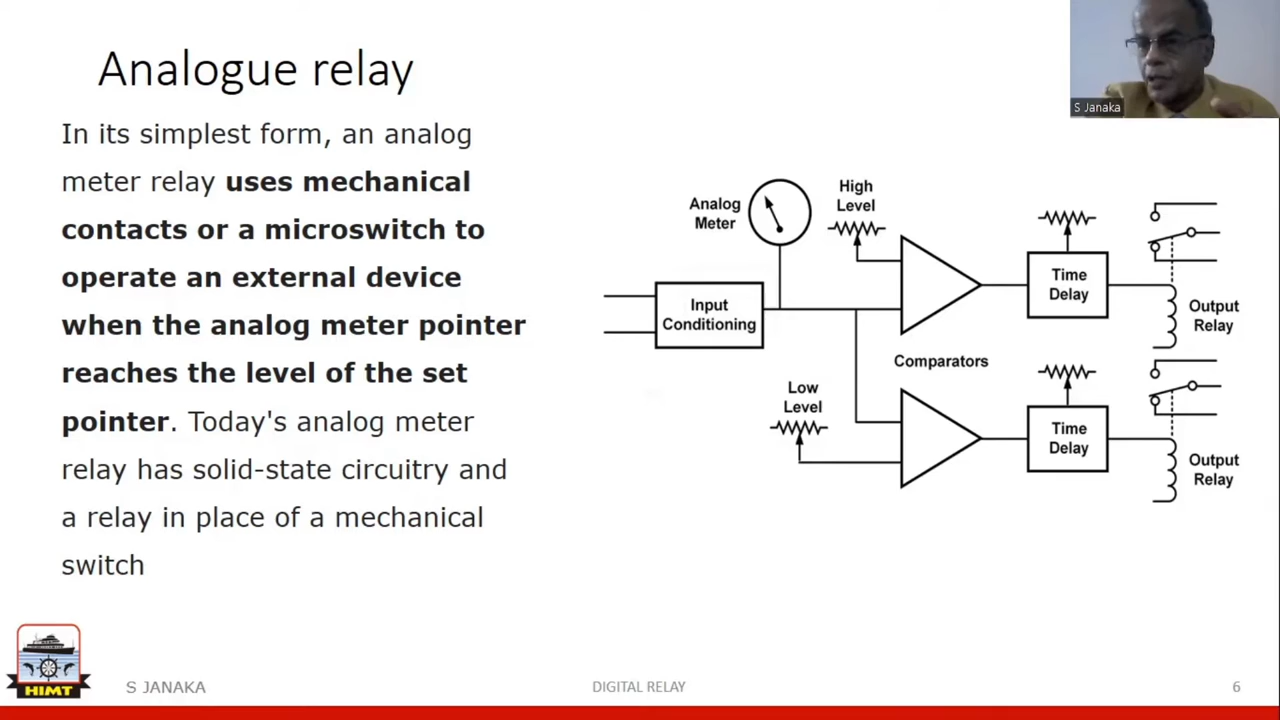 Analogue relay
In its simplest form, an analog
meter relay uses mechanical
contacts or a microswitch to
operate an external device
when the analog meter pointer
reaches the level of the set
pointer. Today's analog meter
relay has solid-state circuitry and
a relay in place of a mechanical
switch
S Janaka
Analog
Meter
High
Level
Input
Conditioning
Time
Delay
Output
Relay
Comparators
Low
Level
Time
Delay
Output
Relay
HIMT
S JANAKA
DIGITAL RELAY
6